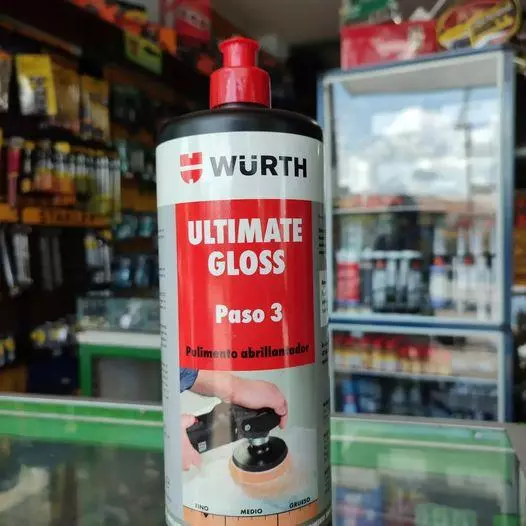 WÜRTH
ULTIMATE
GLOSS
Paso 3
Pulimento abrillantador
FINO MEDIO GRUESO